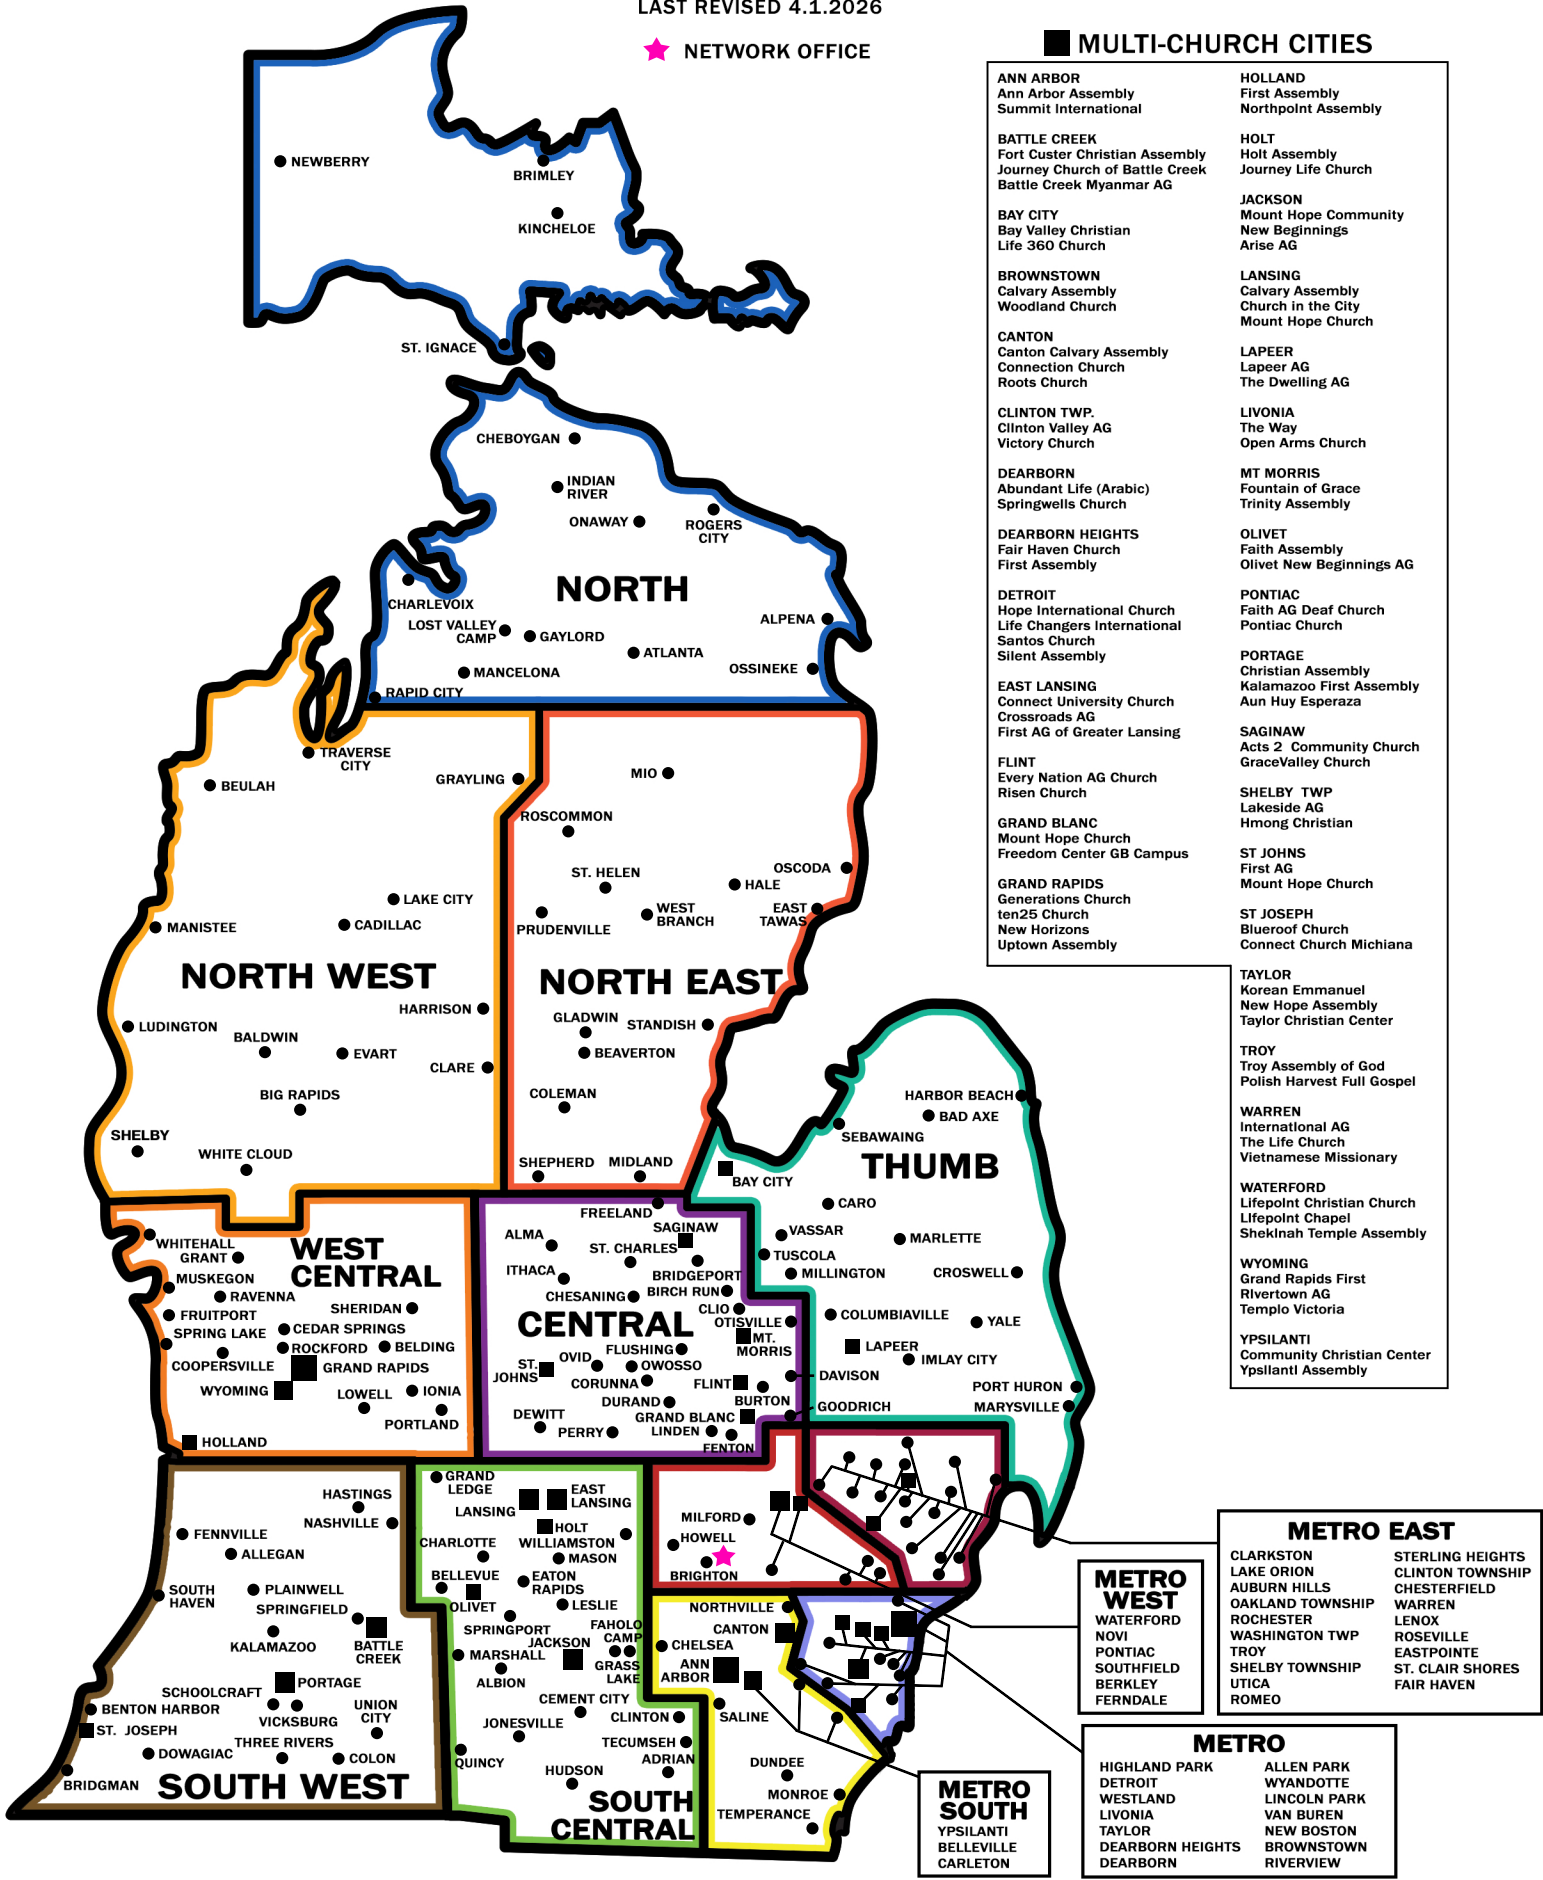 LAST REVISED 4.1.2026
NETWORK OFFICE
MULTI-CHURCH CITIES
ANN ARBOR
Ann Arbor Assembly
Summit International
BATTLE CREEK
Fort Custer Christian Assembly
Journey Church of Battle Creek
Battle Creek Myanmar AG
BAY CITY
Bay Valley Christian
Life 360 Church
BROWNSTOWN
Calvary Assembly
Woodland Church
CANTON
Canton Calvary Assembly
Connection Church
Roots Church
CLINTON TWP.
Clinton Valley AG
Victory Church
DEARBORN
Abundant Life (Arabic)
Springwells Church
DEARBORN HEIGHTS
Fair Haven Church
First Assembly
DETROIT
Hope International Church
Life Changers International
Santos Church
Silent Assembly
EAST LANSING
Connect University Church
Crossroads AG
First AG of Greater Lansing
FLINT
Every Nation AG Church
Risen Church
GRAND BLANC
Mount Hope Church
Freedom Center GB Campus
GRAND RAPIDS
Generations Church
ten25 Church
New Horizons
Uptown Assembly
HOLLAND
First Assembly
Northpoint Assembly
HOLT
Holt Assembly
Journey Life Church
JACKSON
Mount Hope Community
New Beginnings
Arise AG
LANSING
Calvary Assembly
Church in the City
Mount Hope Church
LAPEER
Lapeer AG
The Dwelling AG
LIVONIA
The Way
Open Arms Church
MT MORRIS
Fountain of Grace
Trinity Assembly
OLIVET
Faith Assembly
Olivet New Beginnings AG
PONTIAC
Faith AG Deaf Church
Pontiac Church
PORTAGE
Christian Assembly
Kalamazoo First Assembly
Aun Huy Esperaza
SAGINAW
Acts 2 Community Church
GraceValley Church
SHELBY TWP
Lakeside AG
Hmong Christian
ST JOHNS
First AG
Mount Hope Church
ST JOSEPH
Blueroof Church
Connect Church Michiana
TAYLOR
Korean Emmanuel
New Hope Assembly
Taylor Christian Center
TROY
Troy Assembly of God
Polish Harvest Full Gospel
WARREN
International AG
The Life Church
Vietnamese Missionary
WATERFORD
Lifepoint Christian Church
Lifepoint Chapel
Shekinah Temple Assembly
WYOMING
Grand Rapids First
Rivertown AG
Templo Victoria
YPSILANTI
Community Christian Center
Ypsilanti Assembly
NEWBERRY
BRIMLEY
KINCHELOE
ST. IGNACE
CHEBOYGAN
INDIAN
RIVER
ONAWAY
ROGERS
CITY
NORTH
CHARLEVOIX
LOST VALLEY
CAMP
GAYLORD
ALPENA
ATLANTA
OSSINEKE
MANCELONA
RAPID CITY
TRAVERSE
CITY
BEULAH
GRAYLING
LAKE CITY
CADILLAC
MANISTEE
NORTH WEST
HARRISON
LUDINGTON
BALDWIN
EVART
CLARE
BIG RAPIDS
SHELBY
WHITE CLOUD
MIO
ROSCOMMON
ST. HELEN
OSCODA
HALE
PRUDENVILLE
WEST
BRANCH
EAST
TAWAS
NORTH EAST
GLADWIN
STANDISH
BEAVERTON
COLEMAN
SHEPHERD
MIDLAND
HARBOR BEACH
BAD AXE
SEBAWAING
THUMB
BAY CITY
CARO
VASSAR
MARLETTE
TUSCOLA
MILLINGTON
CROSWELL
COLUMBIAVILLE
YALE
LAPEER
IMLAY CITY
PORT HURON
MARYSVILLE
WHITEHALL
GRANT
WEST
CENTRAL
MUSKEGON
RAVENNA
FRUITPORT
SHERIDAN
SPRING LAKE
CEDAR SPRINGS
ROCKFORD
BELDING
COOPERSVILLE
GRAND RAPIDS
WYOMING
LOWELL
IONIA
PORTLAND
HOLLAND
FREELAND
ALMA
SAGINAW
ST. CHARLES
ITHACA
BRIDGEPORT
CHESANING
BIRCH RUN
CLIO
CENTRAL
OTISVILLE
MT.
MORRIS
FLUSHING
OVID
OWOSSO
ST.
JOHNS
CORUNNA
FLINT
DAVISON
BURTON
DURAND
GOODRICH
DEWITT
GRAND BLANC
PERRY
LINDEN
FENTON
HASTINGS
NASHVILLE
FENNVILLE
ALLEGAN
SOUTH
HAVEN
PLAINWELL
SPRINGFIELD
KALAMAZOO
BATTLE
CREEK
PORTAGE
SCHOOLCRAFT
BENTON HARBOR
VICKSBURG
UNION
CITY
ST. JOSEPH
THREE RIVERS
DOWAGIAC
COLON
BRIDGMAN
SOUTH WEST
GRAND
LEDGE
LANSING
EAST
LANSING
HOLT
WILLIAMSTON
CHARLOTTE
MASON
BELLEVUE
EATON
RAPIDS
OLIVET
LESLIE
SPRINGPORT
FAHOLO
CAMP
JACKSON
MARSHALL
GRASS
LAKE
ALBION
CEMENT CITY
CLINTON
JONESVILLE
TECUMSEH
QUINCY
ADRIAN
HUDSON
SOUTH
CENTRAL
MILFORD
HOWELL
BRIGHTON
NORTHVILLE
CANTON
CHELSEA
ANN
ARBOR
SALINE
DUNDEE
MONROE
TEMPERANCE
METRO EAST
CLARKSTON
LAKE ORION
AUBURN HILLS
OAKLAND TOWNSHIP
ROCHESTER
WASHINGTON TWP
TROY
SHELBY TOWNSHIP
UTICA
ROMEO
STERLING HEIGHTS
CLINTON TOWNSHIP
CHESTERFIELD
WARREN
LENOX
ROSEVILLE
EASTPOINTE
ST. CLAIR SHORES
FAIR HAVEN
METRO
WEST
WATERFORD
NOVI
PONTIAC
SOUTHFIELD
BERKLEY
FERNDALE
METRO
HIGHLAND PARK
DETROIT
WESTLAND
LIVONIA
TAYLOR
DEARBORN HEIGHTS
DEARBORN
ALLEN PARK
WYANDOTTE
LINCOLN PARK
VAN BUREN
NEW BOSTON
BROWNSTOWN
RIVERVIEW
METRO
SOUTH
YPSILANTI
BELLEVILLE
CARLETON